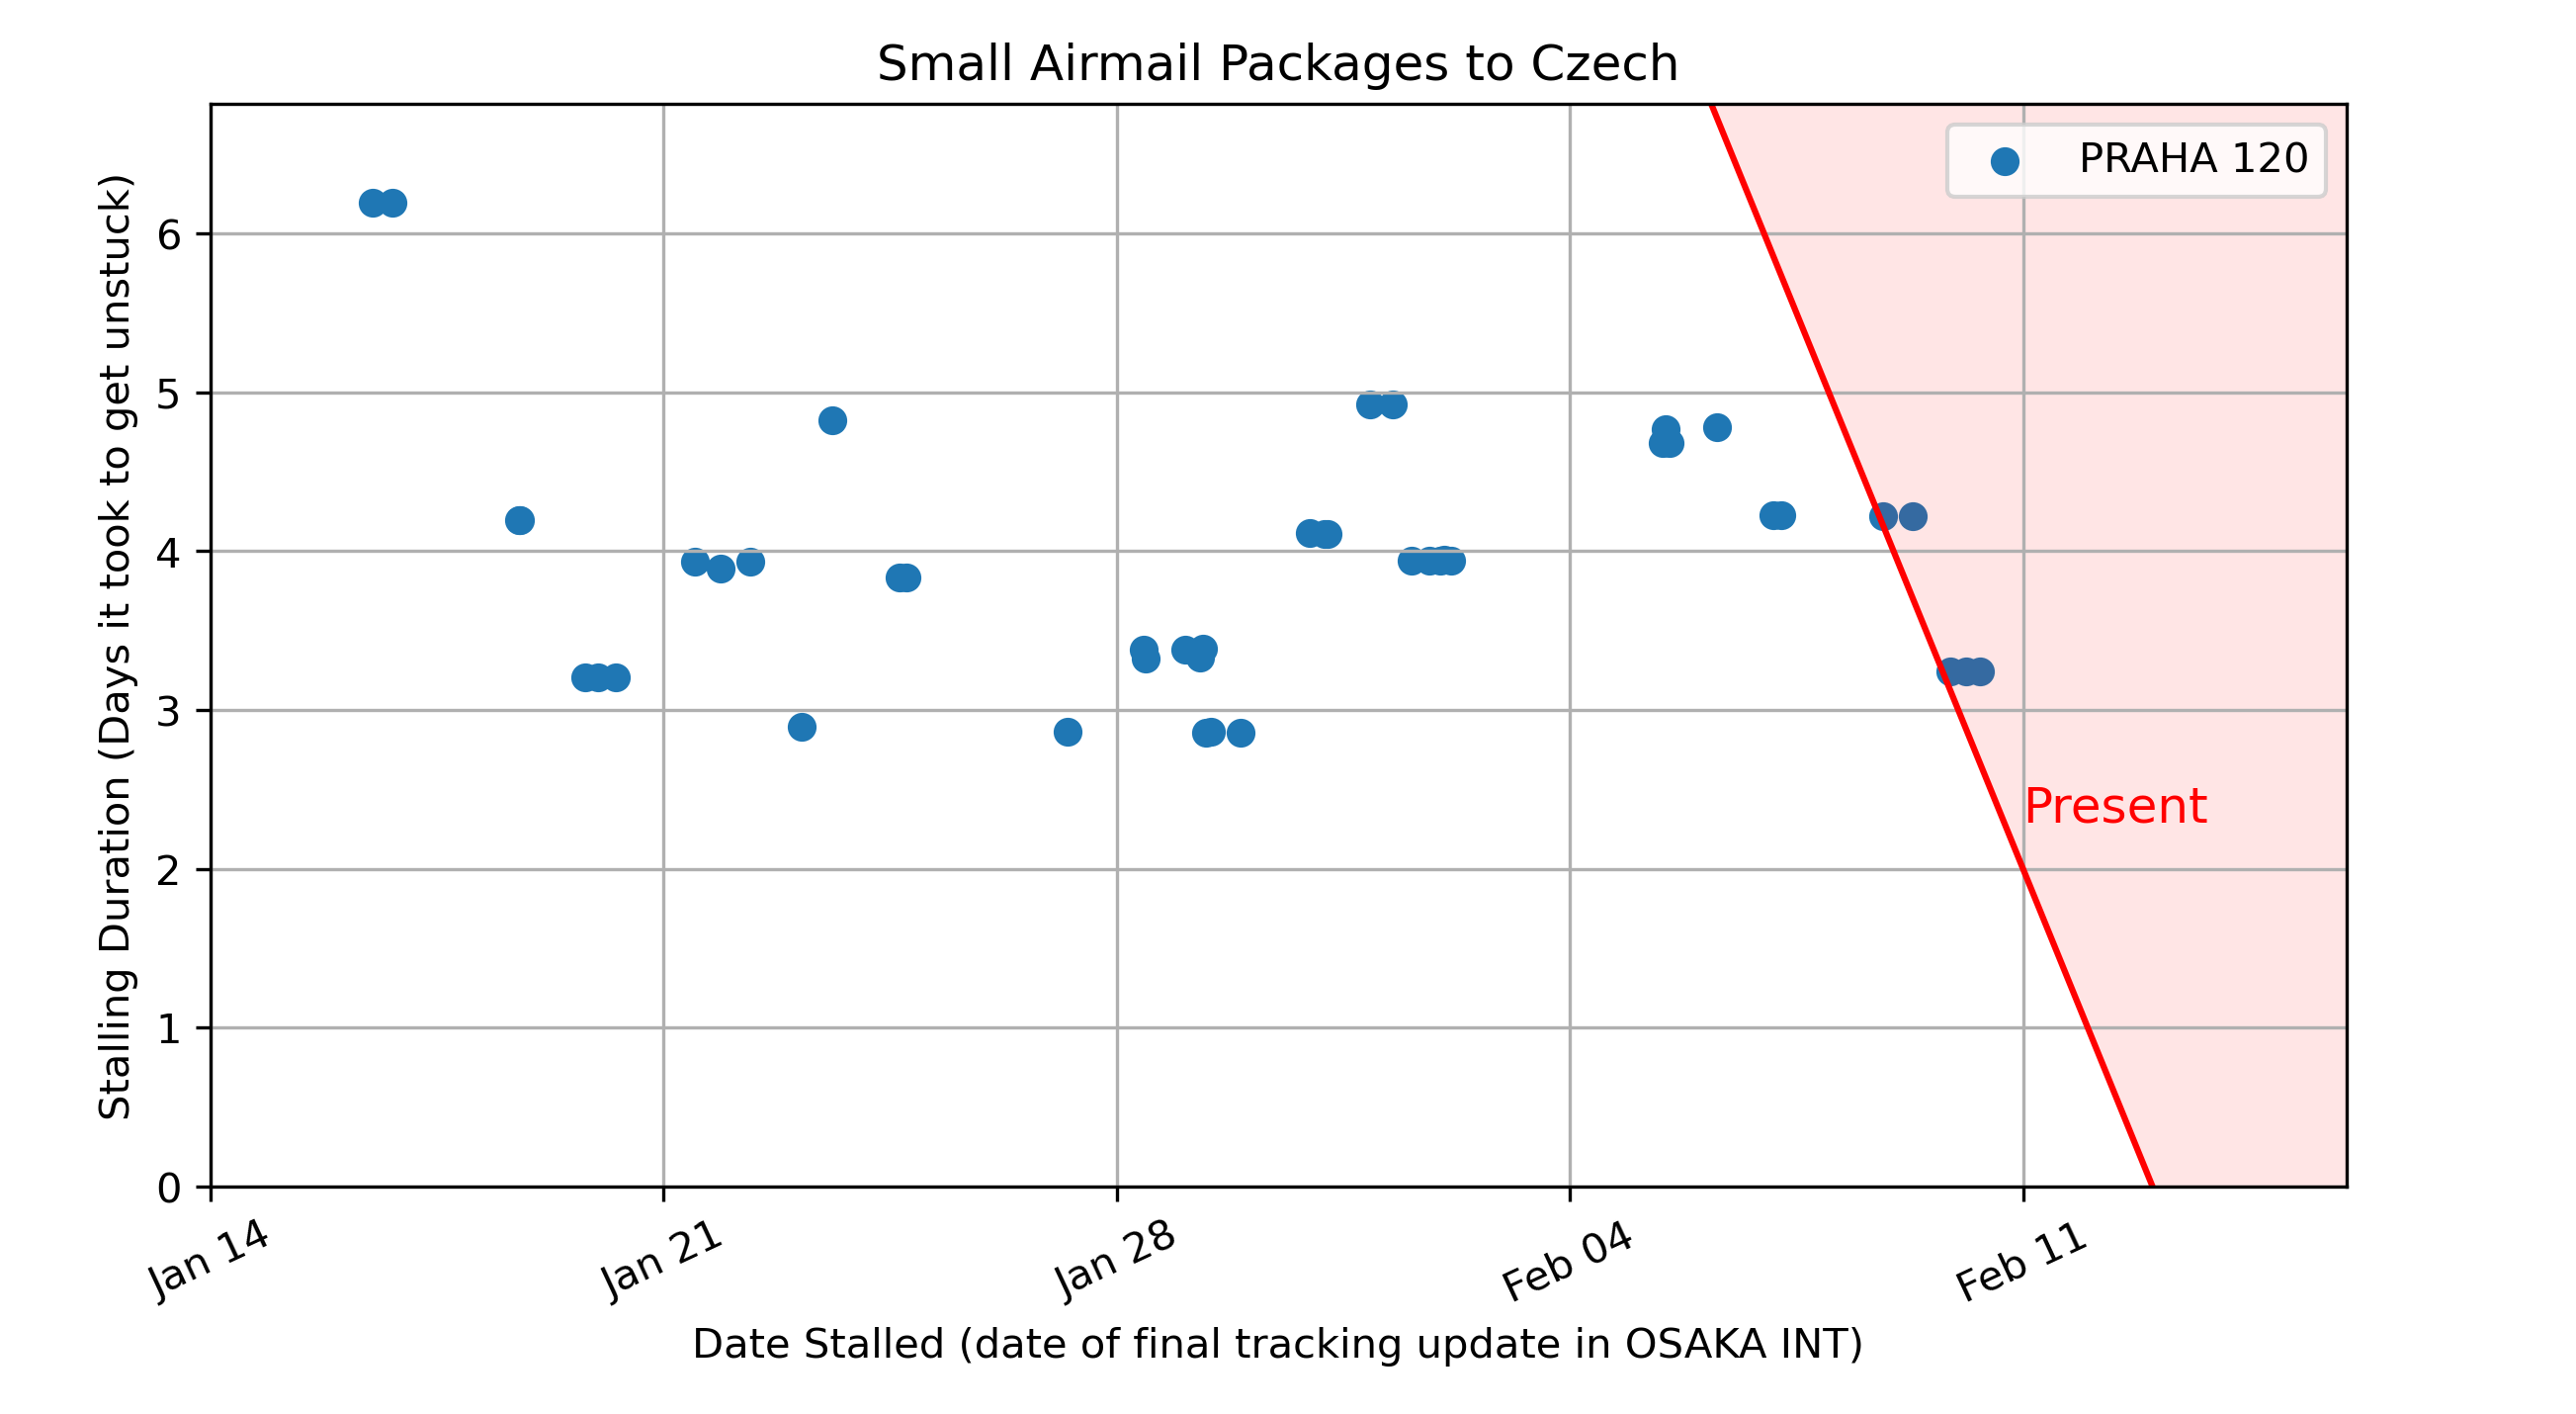 Small Airmail Packages to Czech
PRAHA 120
Stalling Duration (Days it took to get unstuck)
6
5
4
3
2
1
0
Present
Jan 14
Jan 21
Jan 28
Feb 04
Feb 11
Date Stalled (date of final tracking update in OSAKA INT)